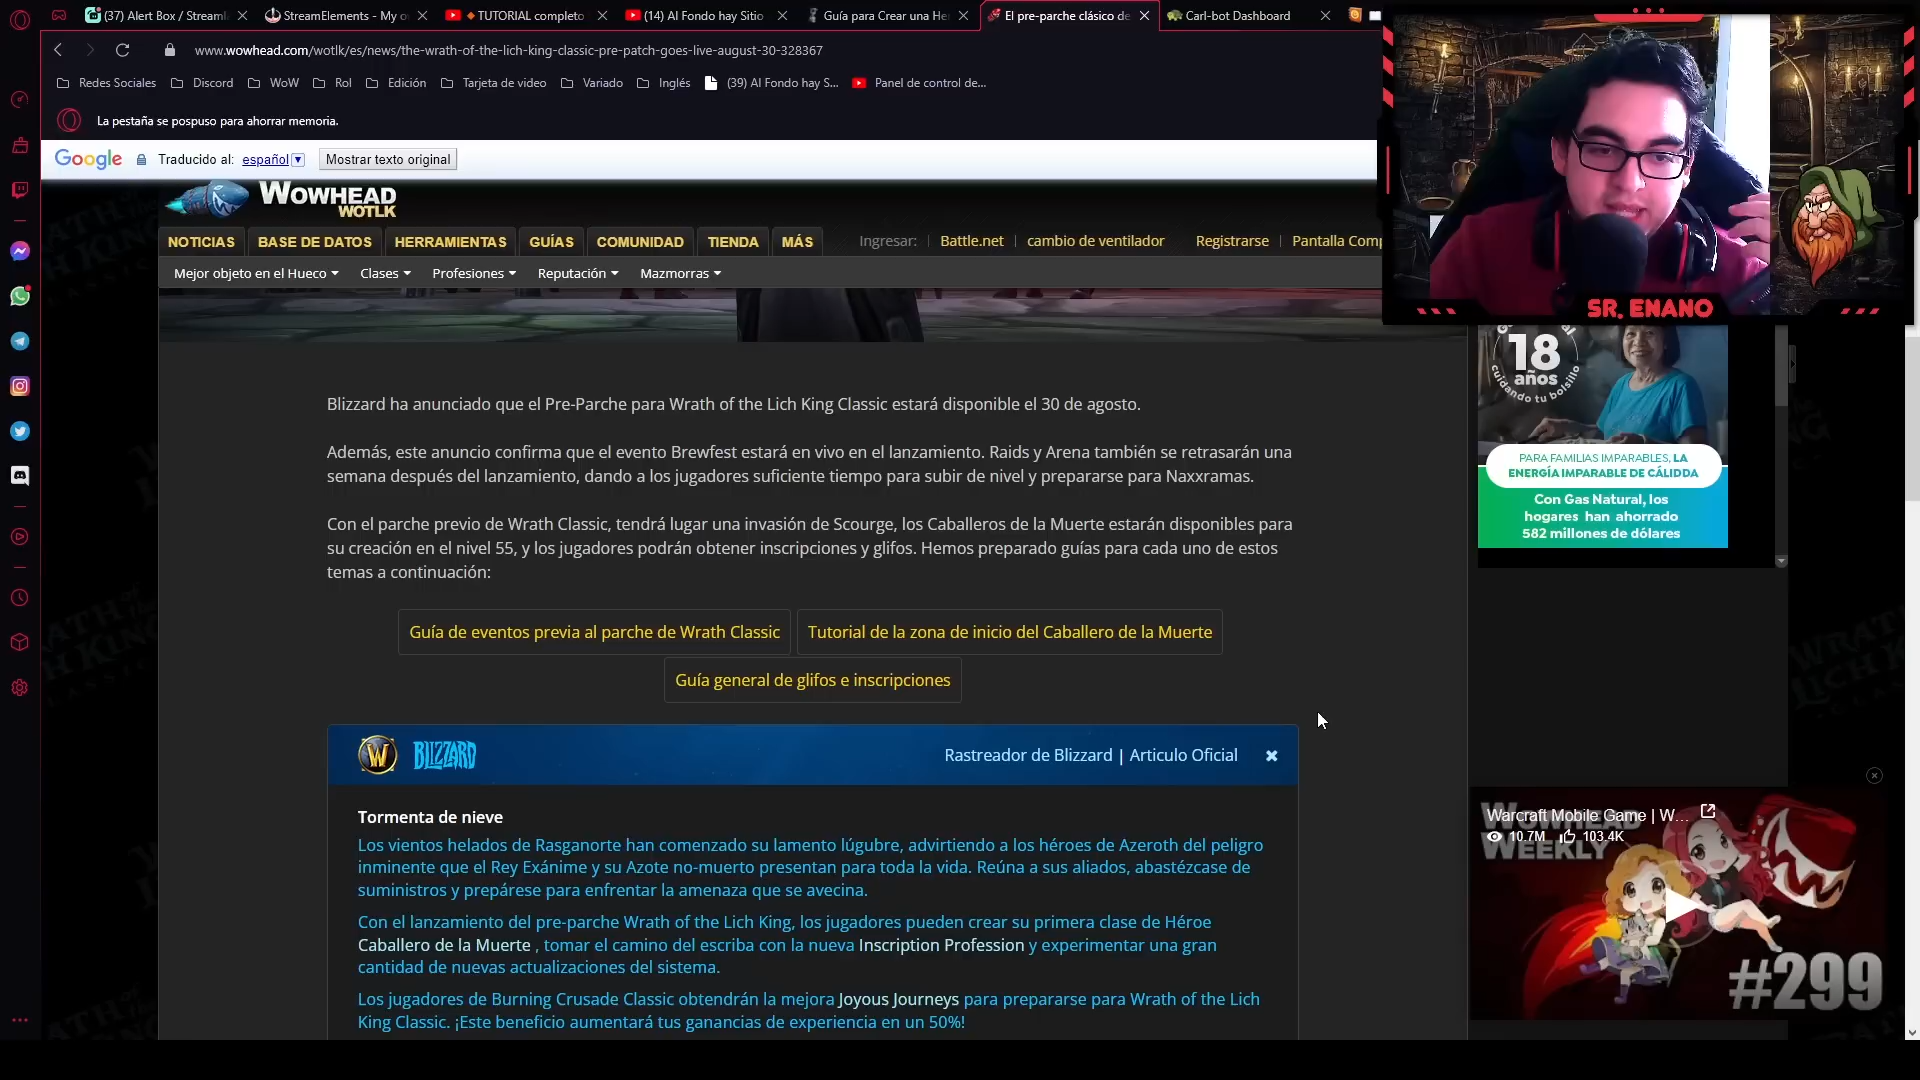 (37) Alert Box / Streaml
StreamElements - My o
TUTORIAL completo
(14) Al Fondo hay Sitio
Guía para Crear una He
El pre-parche clásico de
Carl-bot Dashboard
www.wowhead.com/wotlk/es/news/the-wrath-of-the-lich-king-classic-pre-patch-goes-live-august-30-328367
Redes Sociales
Discord
WoW
Rol
Edición
Tarjeta de video
Variado
Inglés
(39) Al Fondo hay S...
Panel de control de...
La pestaña se pospuso para ahorrar memoria.
Google
Traducido al: español
Mostrar texto original
WOWHEAD
WOTLK
NOTICIAS
BASE DE DATOS
HERRAMIENTAS
GUÍAS
COMUNIDAD
TIENDA
MÁS
Ingresar:
Battle.net
cambio de ventilador
Registrarse
Pantalla Comp
Mejor objeto en el Hueco
Clases
Profesiones
Reputación
Mazmorras
SR. ENANO
Blizzard ha anunciado que el Pre-Parche para Wrath of the Lich King Classic estará disponible el 30 de agosto.
Además, este anuncio confirma que el evento Brewfest estará en vivo en el lanzamiento. Raids y Arena también se retrasarán una
semana después del lanzamiento, dando a los jugadores suficiente tiempo para subir de nivel y prepararse para Naxxramas.
Con el parche previo de Wrath Classic, tendrá lugar una invasión de Scourge, los Caballeros de la Muerte estarán disponibles para
su creación en el nivel 55, y los jugadores podrán obtener inscripciones y glifos. Hemos preparado guías para cada uno de estos
temas a continuación:
Guía de eventos previa al parche de Wrath Classic
Tutorial de la zona de inicio del Caballero de la Muerte
Guía general de glifos e inscripciones
BLIZZARD
Rastreador de Blizzard | Articulo Oficial
Tormenta de nieve
Los vientos helados de Rasganorte han comenzado su lamento lúgubre, advirtiendo a los héroes de Azeroth del peligro
inminente que el Rey Exánime y su Azote no-muerto presentan para toda la vida. Reúna a sus aliados, abastézcase de
suministros y prepárese para enfrentar la amenaza que se avecina.
Con el lanzamiento del pre-parche Wrath of the Lich King, los jugadores pueden crear su primera clase de Héroe
Caballero de la Muerte , tomar el camino del escriba con la nueva Inscription Profession y experimentar una gran
cantidad de nuevas actualizaciones del sistema.
Los jugadores de Burning Crusade Classic obtendrán la mejora Joyous Journeys para prepararse para Wrath of the Lich
King Classic. ¡Este beneficio aumentará tus ganancias de experiencia en un 50%!
18
años
cuidando tu bolsillo
PARA FAMILIAS IMPARABLES, LA
ENERGÍA IMPARABLE DE CÁLIDDA
Con Gas Natural, los
hogares han ahorrado
582 millones de dólares
Warcraft Mobile Game | W...
10.7M
103.4K
WOWHEAD
WEEKLY
#299